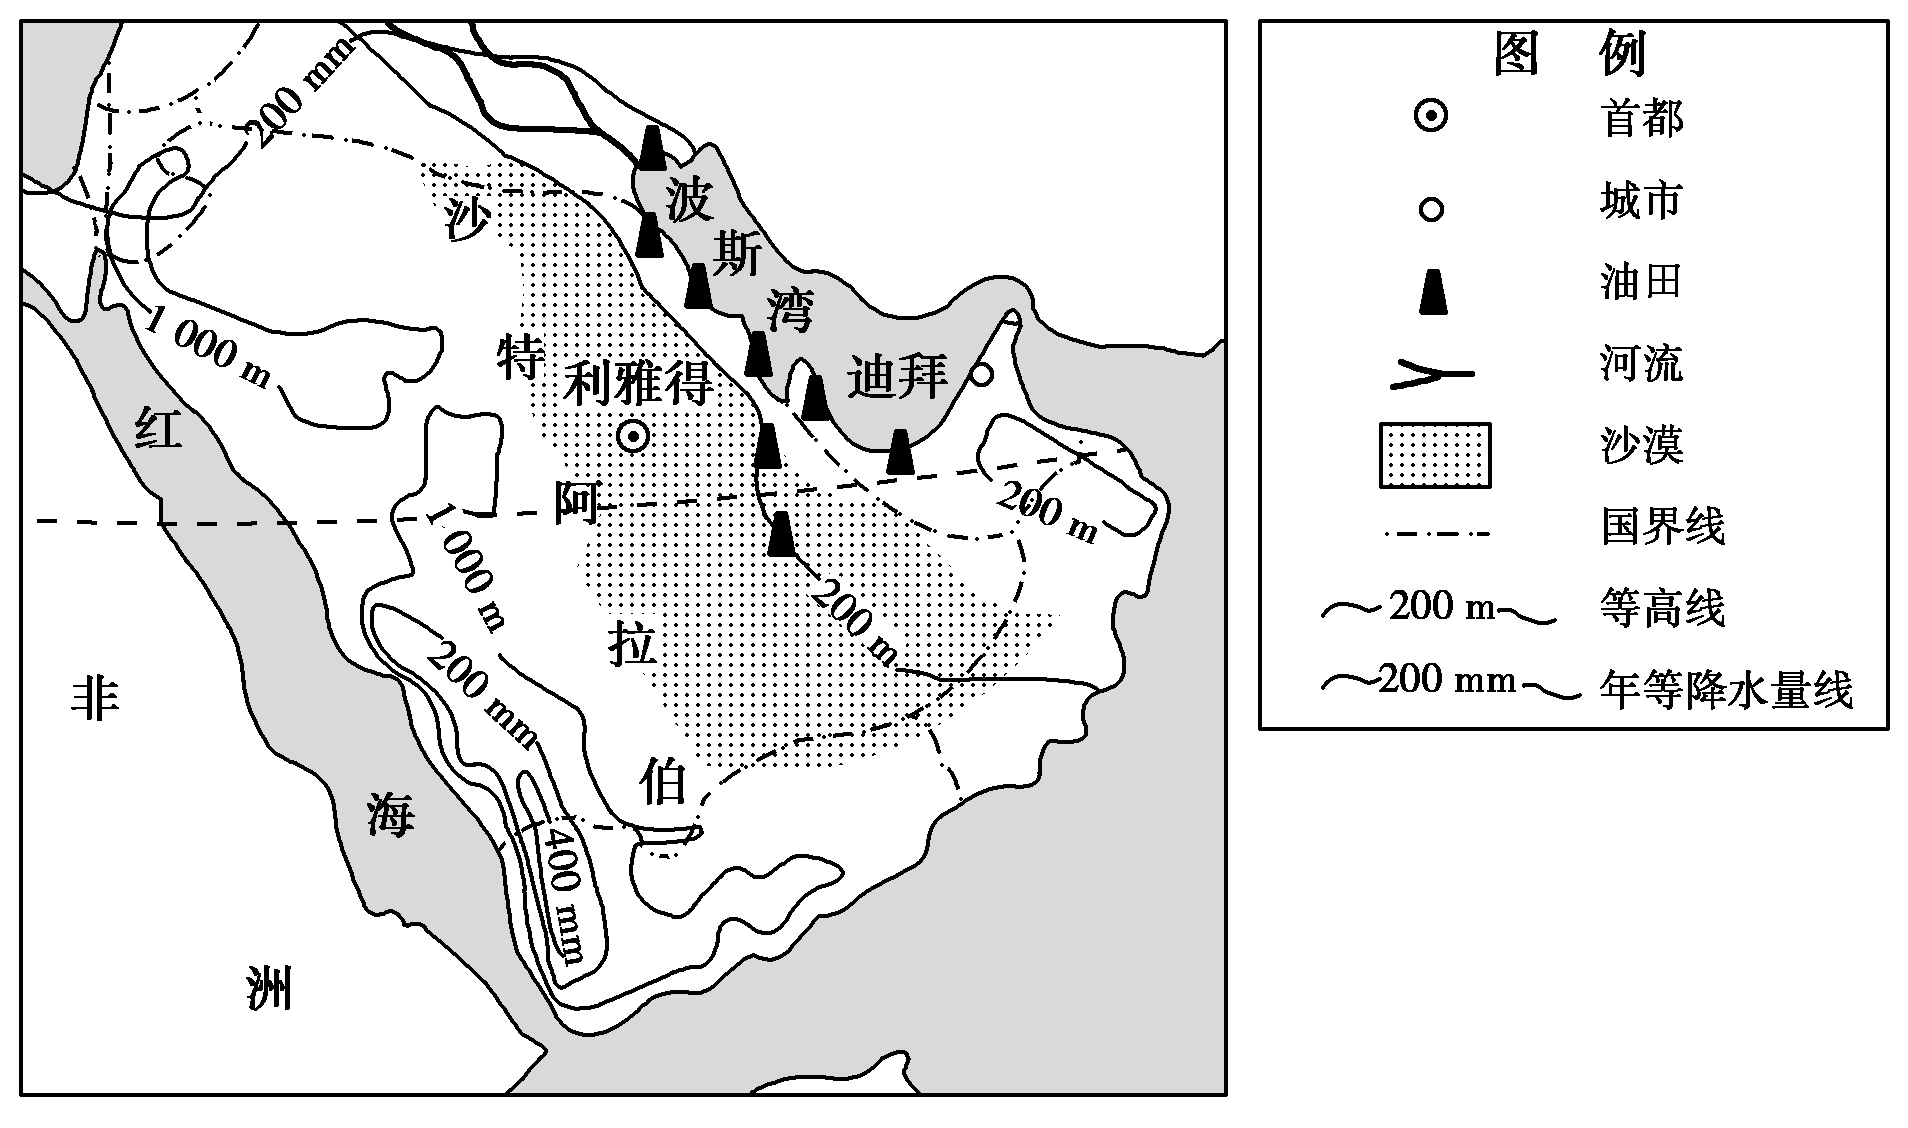 200 mm
沙特阿拉伯
波斯湾
1 000 m
利雅得
迪拜
红海
200 m
1 000 m
200 m
200 mm
400 mm
非洲
图 例
首都
城市
油田
河流
沙漠
国界线
200 m 等高线
200 mm 年等降水量线